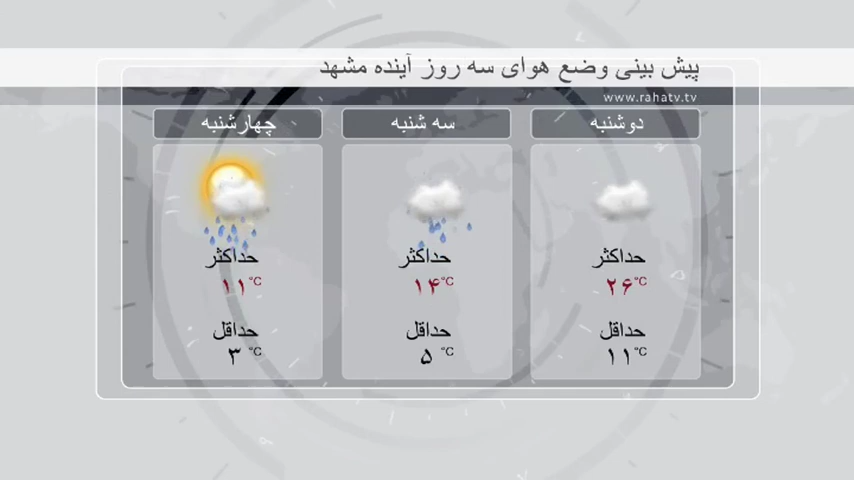 پیش بینی وضع هوای سه روز آینده مشهد
www.rahatv.tv
دوشنبه
حداکثر
۲۶ °C
حداقل
۱۱ °C
سه شنبه
حداکثر
۱۴ °C
حداقل
۵ °C
چهارشنبه
حداکثر
۱۱ °C
حداقل
۳ °C